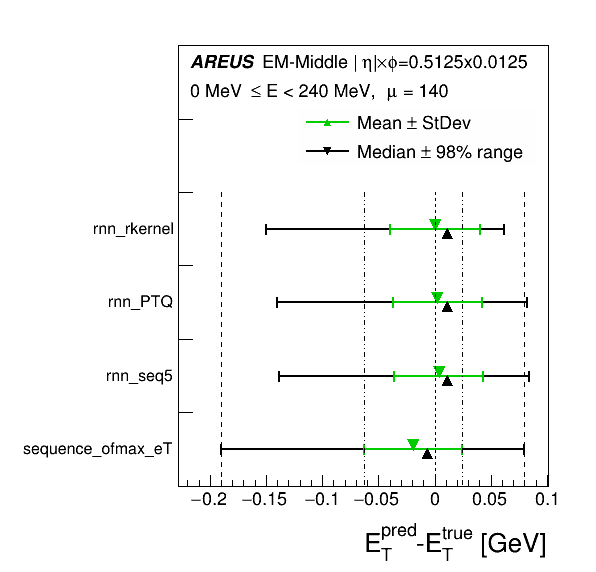 AREUS EM-Middle | η|×ϕ=0.5125x0.0125
0 MeV ≤ E < 240 MeV, μ = 140
Mean ± StDev
Median ± 98% range
rnn_rkernel
rnn_PTQ
rnn_seq5
sequence_ofmax_eT
−0.2 −0.15 −0.1 −0.05 0 0.05 0.1
E_T^pred-E_T^true [GeV]